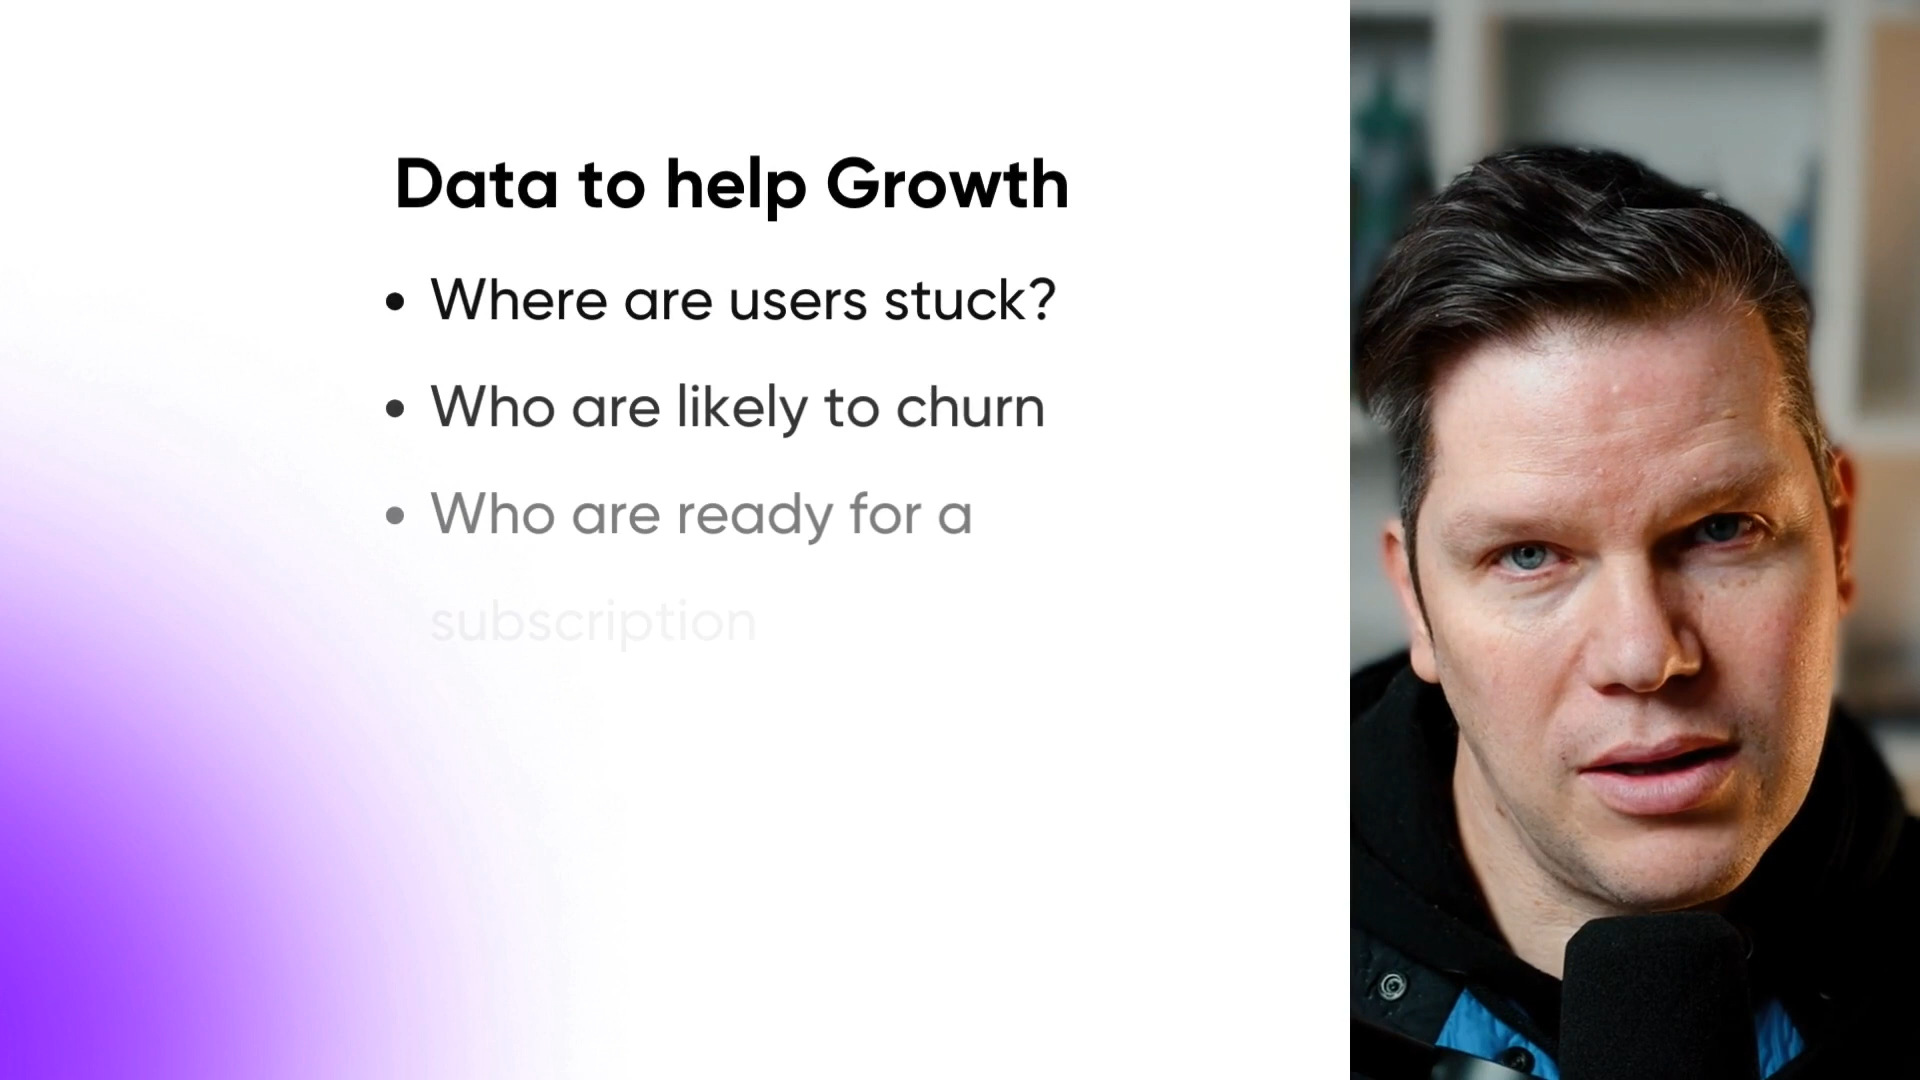 Data to help Growth
• Where are users stuck?
• Who are likely to churn
• Who are ready for a
subscription